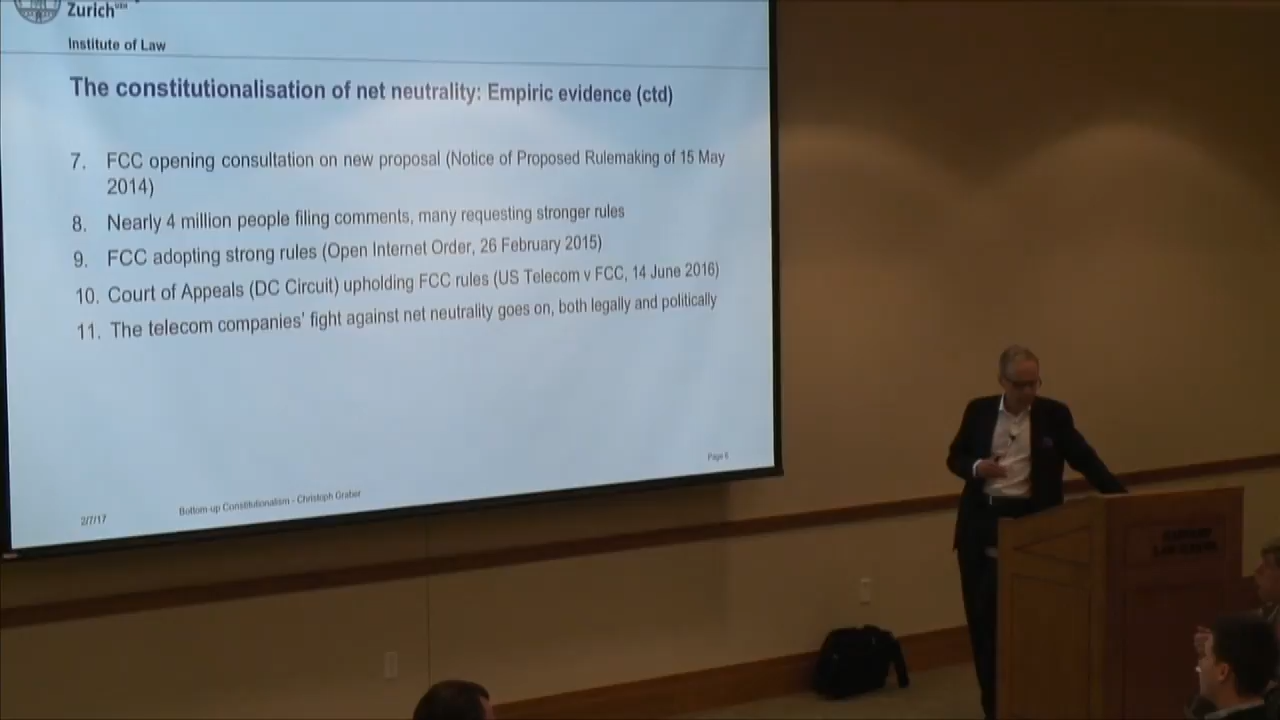 Zurich
Institute of Law
The constitutionalisation of net neutrality: Empiric evidence (ctd)
7. FCC opening consultation on new proposal (Notice of Proposed Rulemaking of 15 May
2014)
8. Nearly 4 million people filing comments, many requesting stronger rules
9. FCC adopting strong rules (Open Internet Order, 26 February 2015)
10. Court of Appeals (DC Circuit) upholding FCC rules (US Telecom v FCC, 14 June 2016)
11. The telecom companies' fight against net neutrality goes on, both legally and politically
Page
2/7/17
Bottom-up Constitutionalism - Christoph Graber